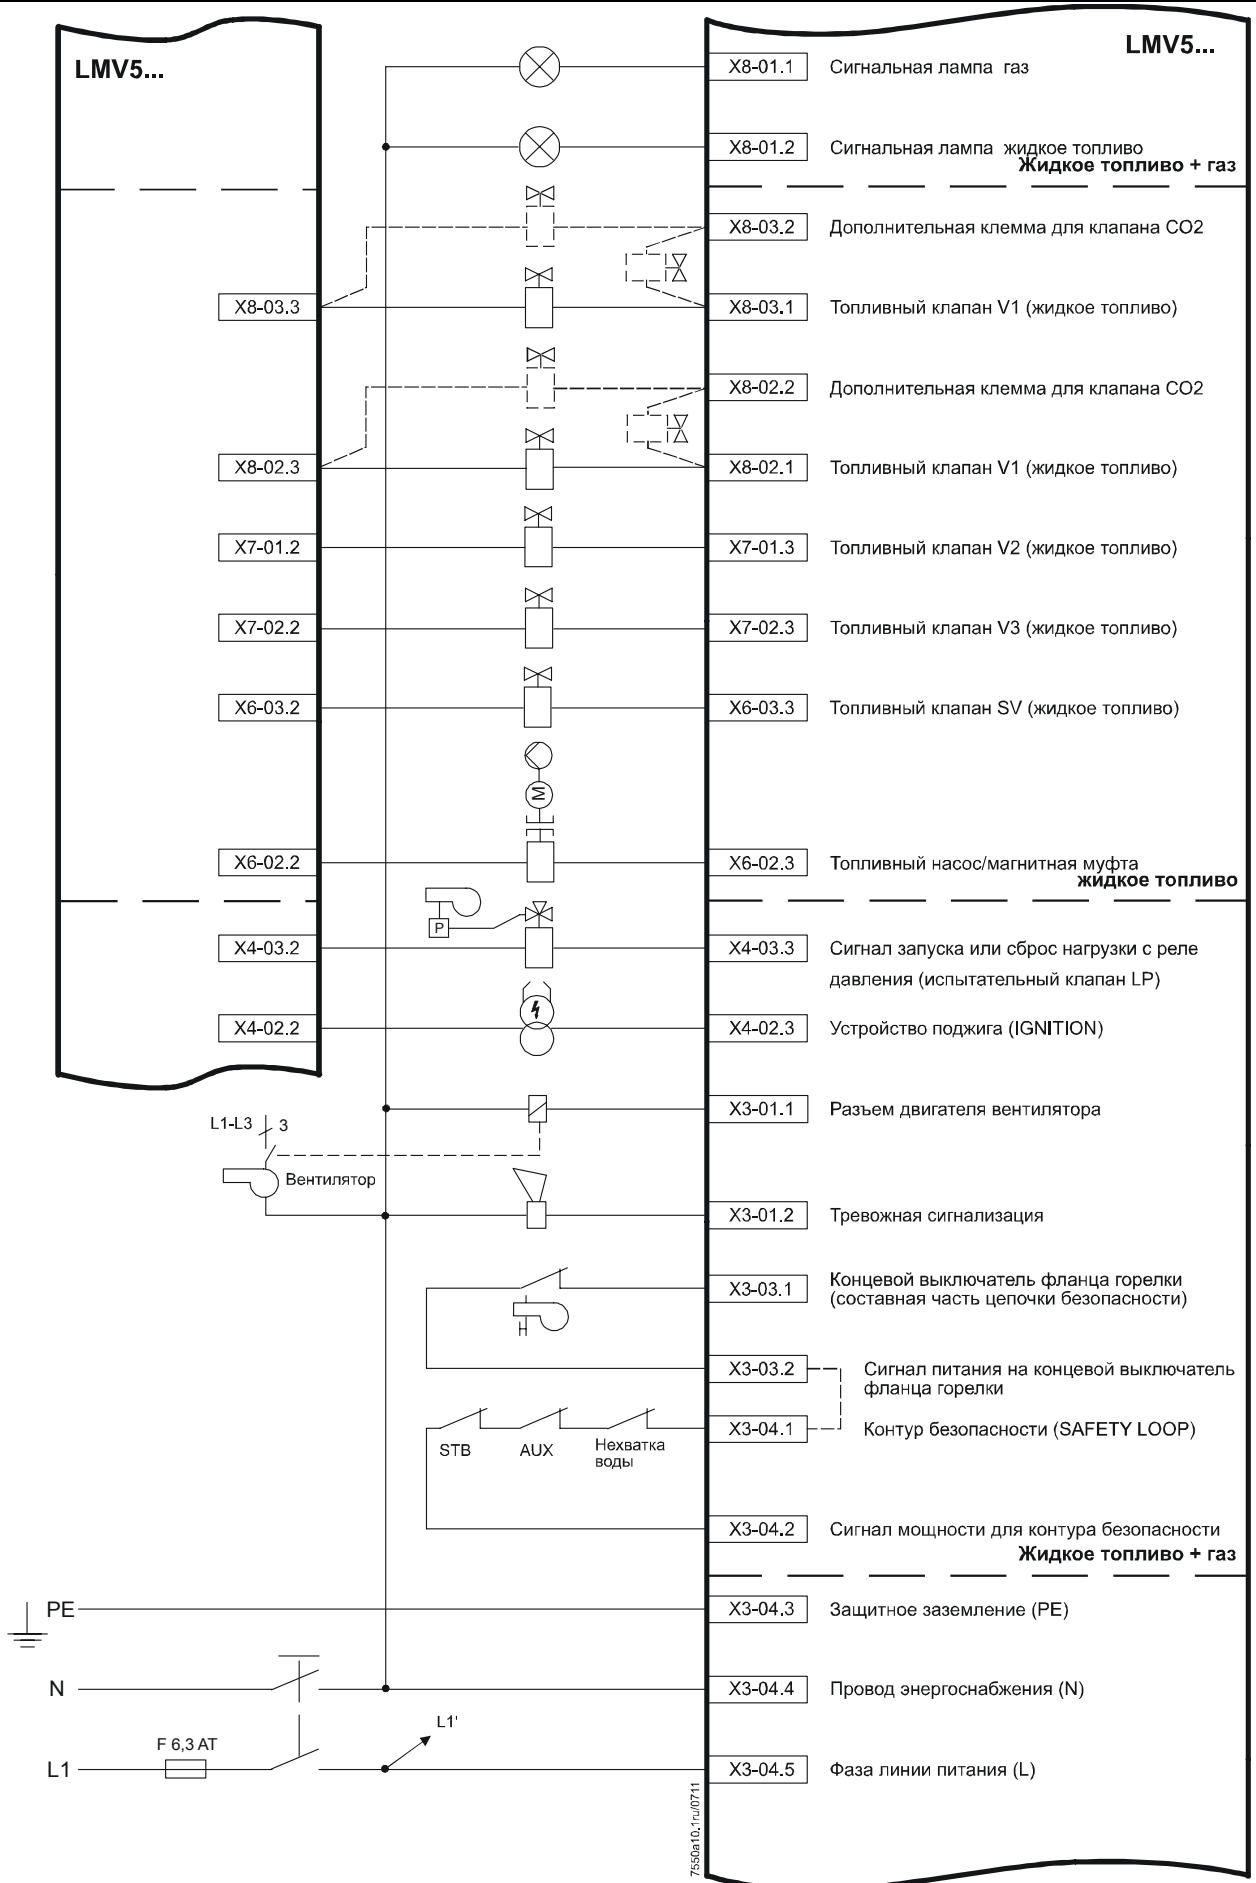 LMV5...
LMV5...
X8-01.1 Сигнальная лампа газ
X8-01.2 Сигнальная лампа жидкое топливо
Жидкое топливо + газ
X8-03.2 Дополнительная клемма для клапана CO2
X8-03.3 X8-03.1 Топливный клапан V1 (жидкое топливо)
X8-02.2 Дополнительная клемма для клапана CO2
X8-02.3 X8-02.1 Топливный клапан V1 (жидкое топливо)
X7-01.2 X7-01.3 Топливный клапан V2 (жидкое топливо)
X7-02.2 X7-02.3 Топливный клапан V3 (жидкое топливо)
X6-03.2 X6-03.3 Топливный клапан SV (жидкое топливо)
M
X6-02.2 X6-02.3 Топливный насос/магнитная муфта
жидкое топливо
P
X4-03.2 X4-03.3 Сигнал запуска или сброс нагрузки с реле
давления (испытательный клапан LP)
X4-02.2 X4-02.3 Устройство поджига (IGNITION)
X3-01.1 Разъем двигателя вентилятора
L1-L3 3
Вентилятор
X3-01.2 Тревожная сигнализация
X3-03.1 Концевой выключатель фланца горелки
(составная часть цепочки безопасности)
X3-03.2 Сигнал питания на концевой выключатель
фланца горелки
X3-04.1 Контур безопасности (SAFETY LOOP)
STB AUX Нехватка
воды
X3-04.2 Сигнал мощности для контура безопасности
Жидкое топливо + газ
PE X3-04.3 Защитное заземление (PE)
N X3-04.4 Провод энергоснабжения (N)
L1'
F 6,3 AT
L1 X3-04.5 Фаза линии питания (L)
7550a10.1ru/0711